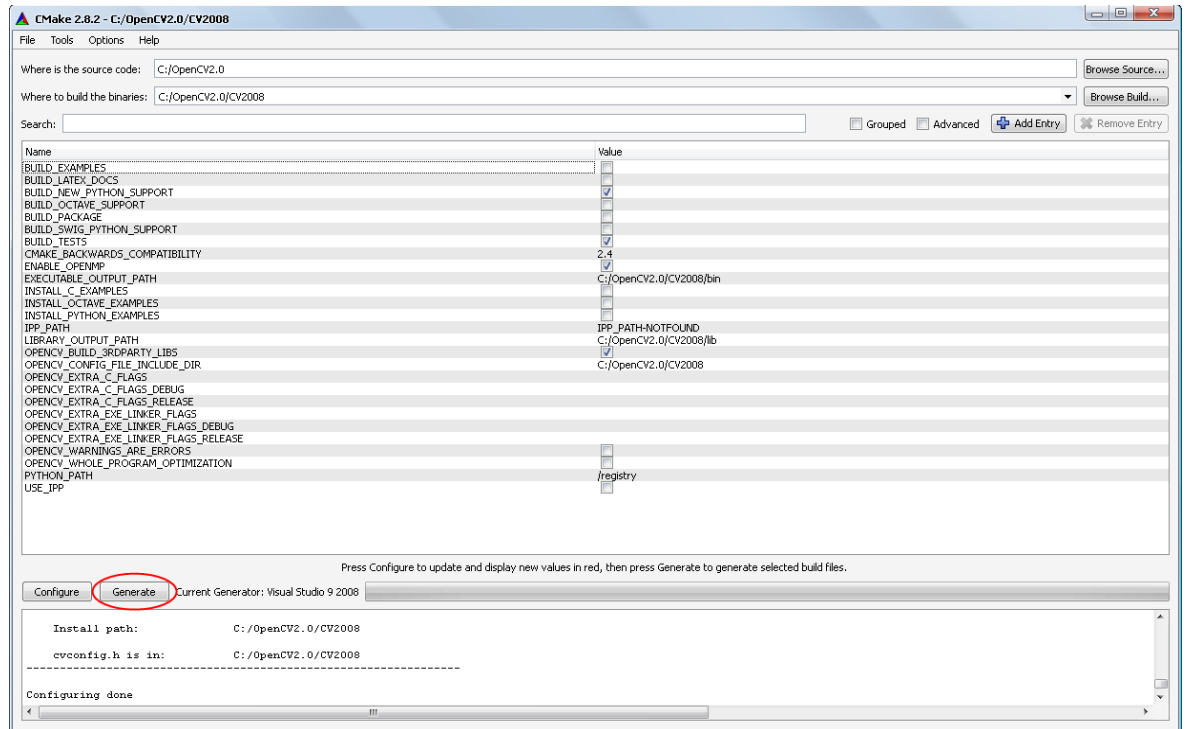 CMake 2.8.2 - C:/OpenCV2.0/CV2008
File Tools Options Help
Where is the source code: C:/OpenCV2.0 Browse Source...
Where to build the binaries: C:/OpenCV2.0/CV2008 Browse Build...
Search: Grouped Advanced Add Entry Remove Entry
Name Value
BUILD_EXAMPLES
BUILD_LATEX_DOCS
BUILD_NEW_PYTHON_SUPPORT
BUILD_OCTAVE_SUPPORT
BUILD_PACKAGE
BUILD_SWIG_PYTHON_SUPPORT
BUILD_TESTS
CMAKE_BACKWARDS_COMPATIBILITY 2.4
ENABLE_OPENMP
EXECUTABLE_OUTPUT_PATH C:/OpenCV2.0/CV2008/bin
INSTALL_C_EXAMPLES
INSTALL_OCTAVE_EXAMPLES
INSTALL_PYTHON_EXAMPLES
IPP_PATH IPP_PATH-NOTFOUND
LIBRARY_OUTPUT_PATH C:/OpenCV2.0/CV2008/lib
OPENCV_BUILD_3RDPARTY_LIBS
OPENCV_CONFIG_FILE_INCLUDE_DIR C:/OpenCV2.0/CV2008
OPENCV_EXTRA_C_FLAGS
OPENCV_EXTRA_C_FLAGS_DEBUG
OPENCV_EXTRA_C_FLAGS_RELEASE
OPENCV_EXTRA_EXE_LINKER_FLAGS
OPENCV_EXTRA_EXE_LINKER_FLAGS_DEBUG
OPENCV_EXTRA_EXE_LINKER_FLAGS_RELEASE
OPENCV_WARNINGS_ARE_ERRORS
OPENCV_WHOLE_PROGRAM_OPTIMIZATION
PYTHON_PATH /registry
USE_IPP
Press Configure to update and display new values in red, then press Generate to generate selected build files.
Configure Generate Current Generator: Visual Studio 9 2008
Install path: C:/OpenCV2.0/CV2008
cvconfig.h is in: C:/OpenCV2.0/CV2008
-----------------------------------------------------------------
Configuring done